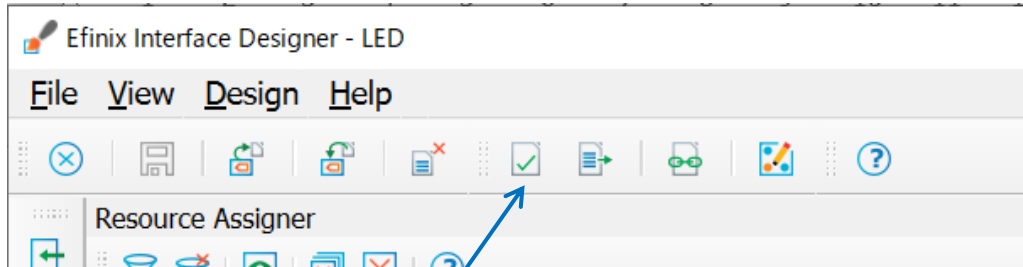 Efinix Interface Designer - LED
File View Design Help
Resource Assigner